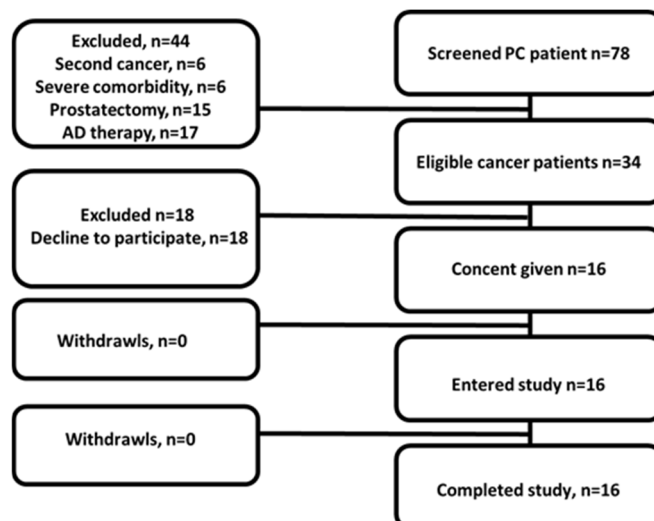 Excluded, n=44
Second cancer, n=6
Severe comorbidity, n=6
Prostatectomy, n=15
AD therapy, n=17
Screened PC patient n=78
Eligible cancer patients n=34
Excluded n=18
Decline to participate, n=18
Concent given n=16
Withdrawls, n=0
Entered study n=16
Withdrawls, n=0
Completed study, n=16